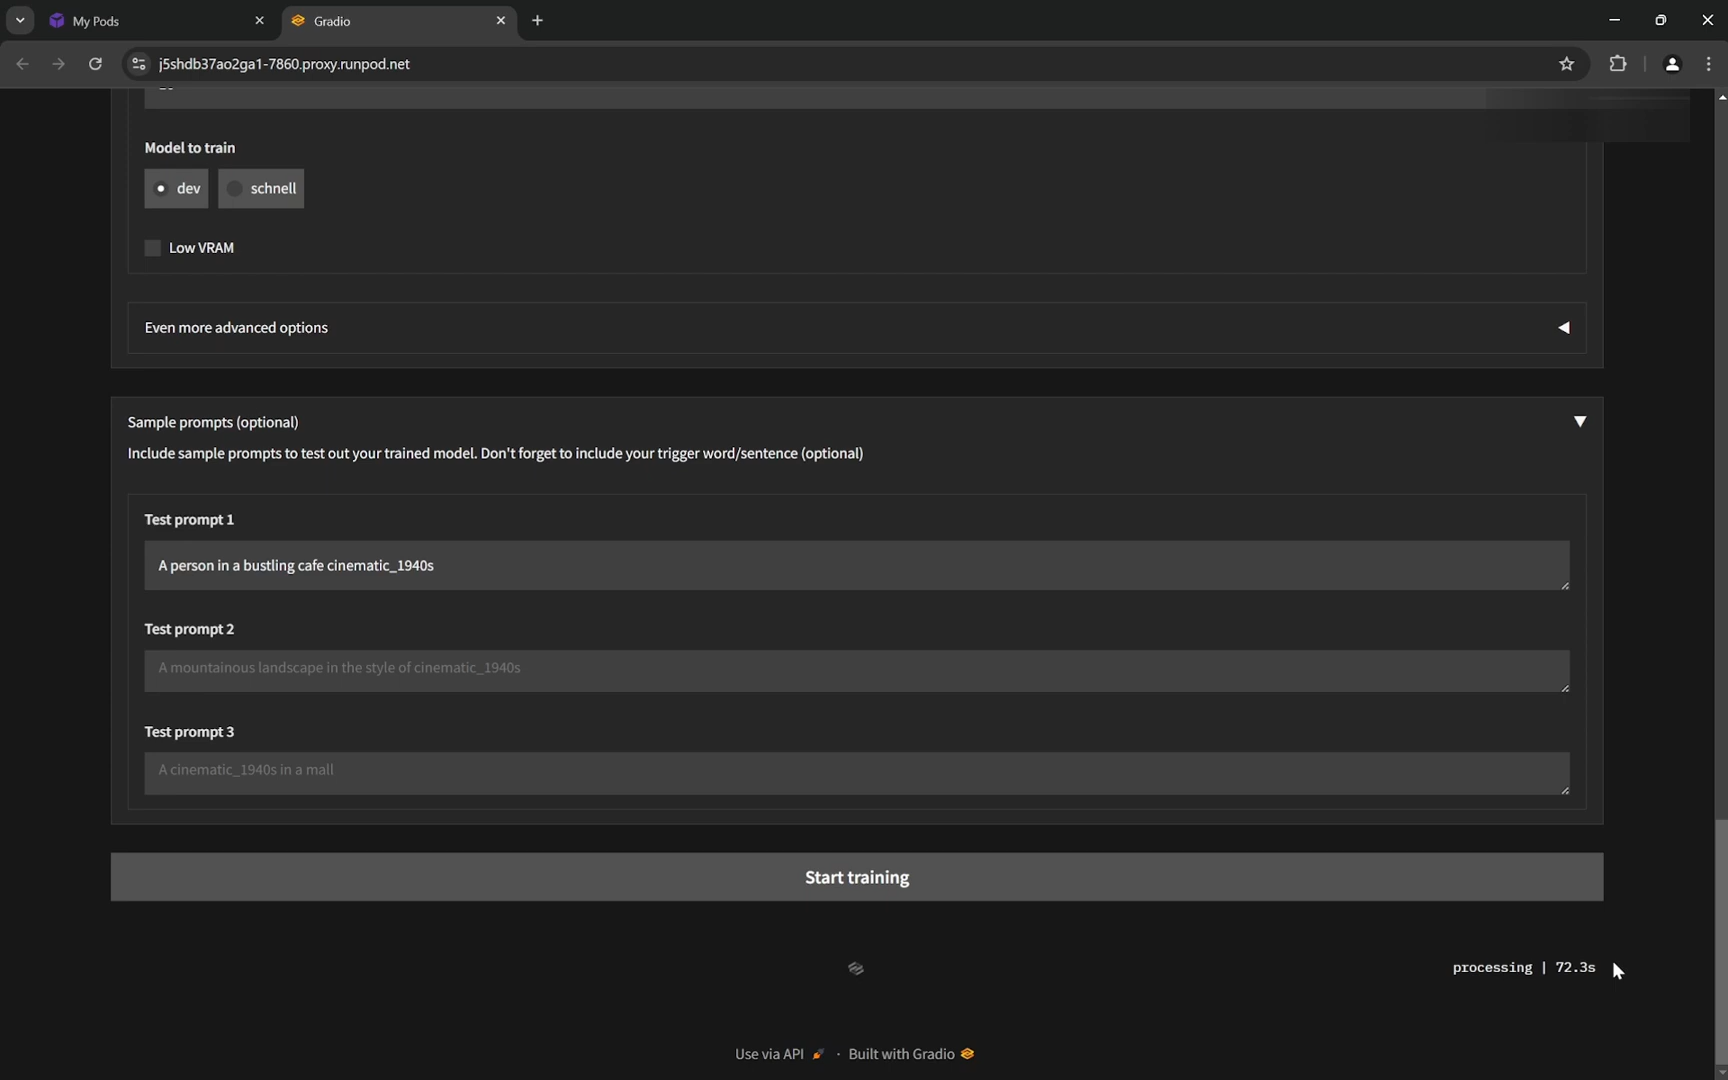 My Pods
Gradio
j5shdb37ao2ga1-7860.proxy.runpod.net
Model to train
dev
schnell
Low VRAM
Even more advanced options
Sample prompts (optional)
Include sample prompts to test out your trained model. Don't forget to include your trigger word/sentence (optional)
Test prompt 1
A person in a bustling cafe cinematic_1940s
Test prompt 2
A mountainous landscape in the style of cinematic_1940s
Test prompt 3
A cinematic_1940s in a mall
Start training
processing | 72.3s
Use via API · Built with Gradio